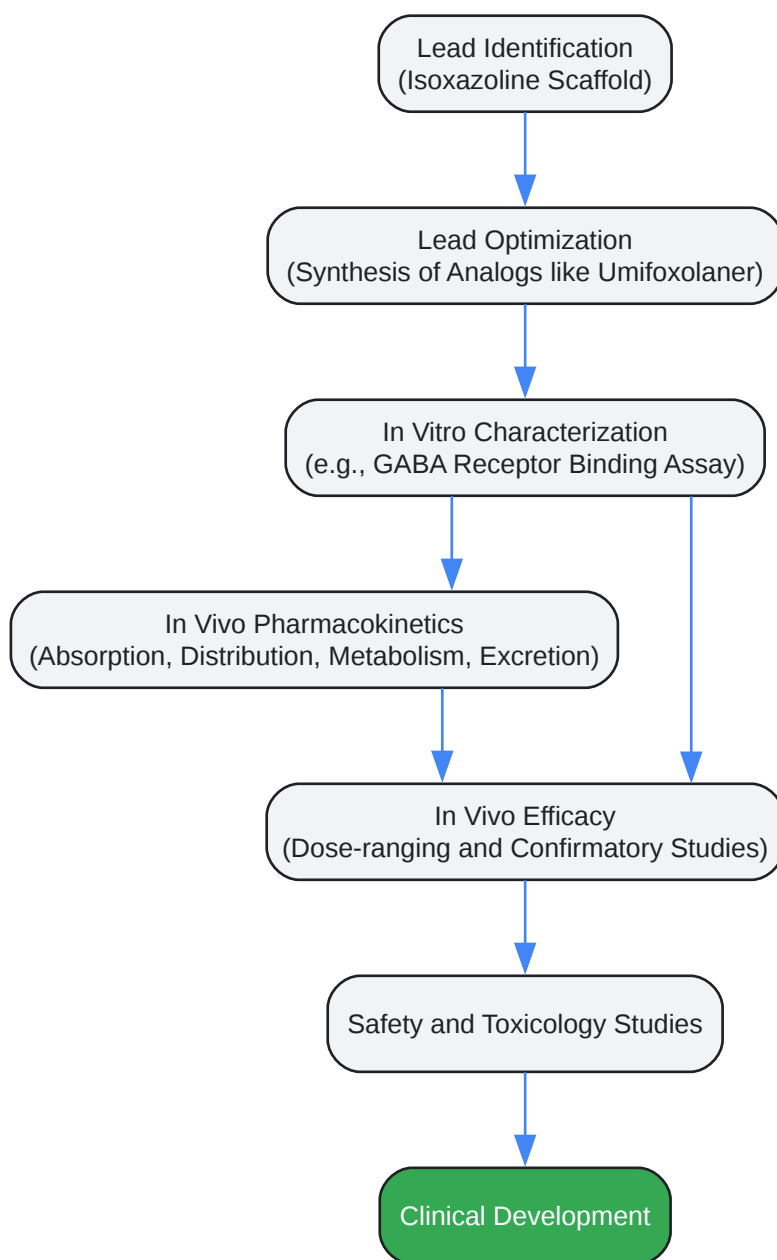 Lead Identification
(Isoxazoline Scaffold)
Lead Optimization
(Synthesis of Analogs like Umifoxolaner)
In Vitro Characterization
(e.g., GABA Receptor Binding Assay)
In Vivo Pharmacokinetics
(Absorption, Distribution, Metabolism, Excretion)
In Vivo Efficacy
(Dose-ranging and Confirmatory Studies)
Safety and Toxicology Studies
Clinical Development